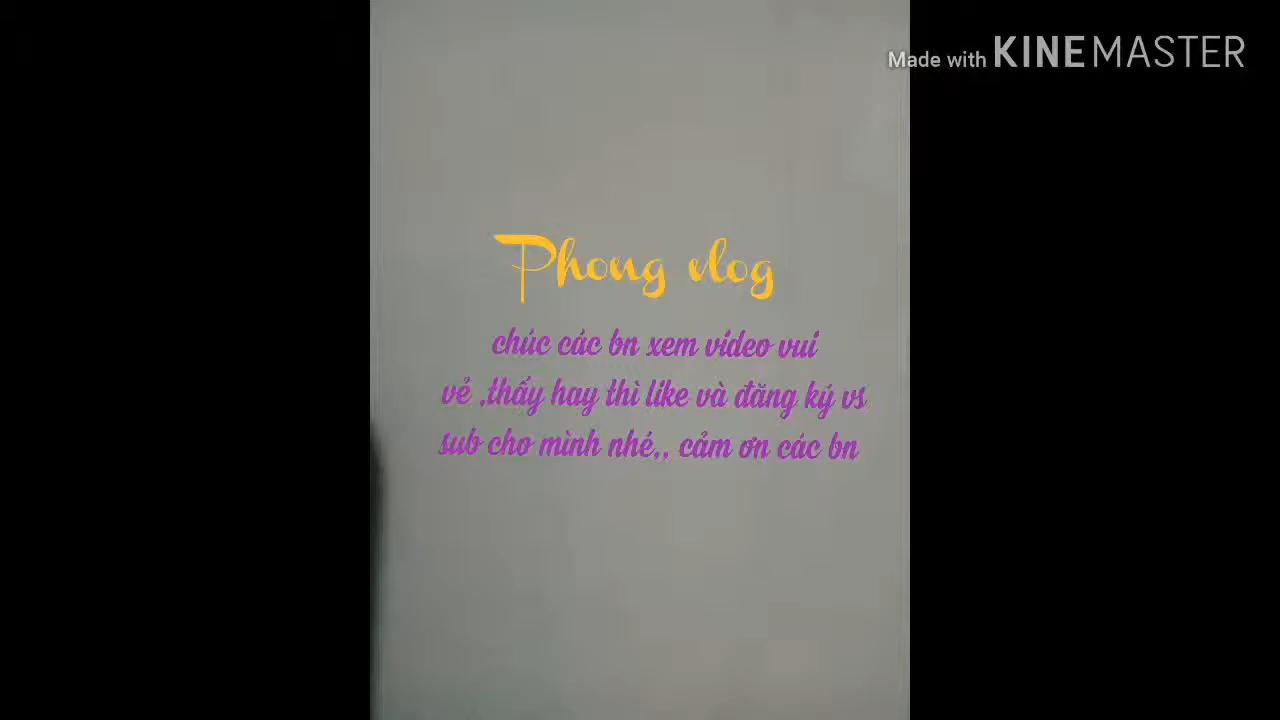 Made with KINEMASTER
Phong vlog
chúc các bn xem video vui
vẻ ,thấy hay thì like và đăng ký vs
sub cho mình nhé,, cảm ơn các bn